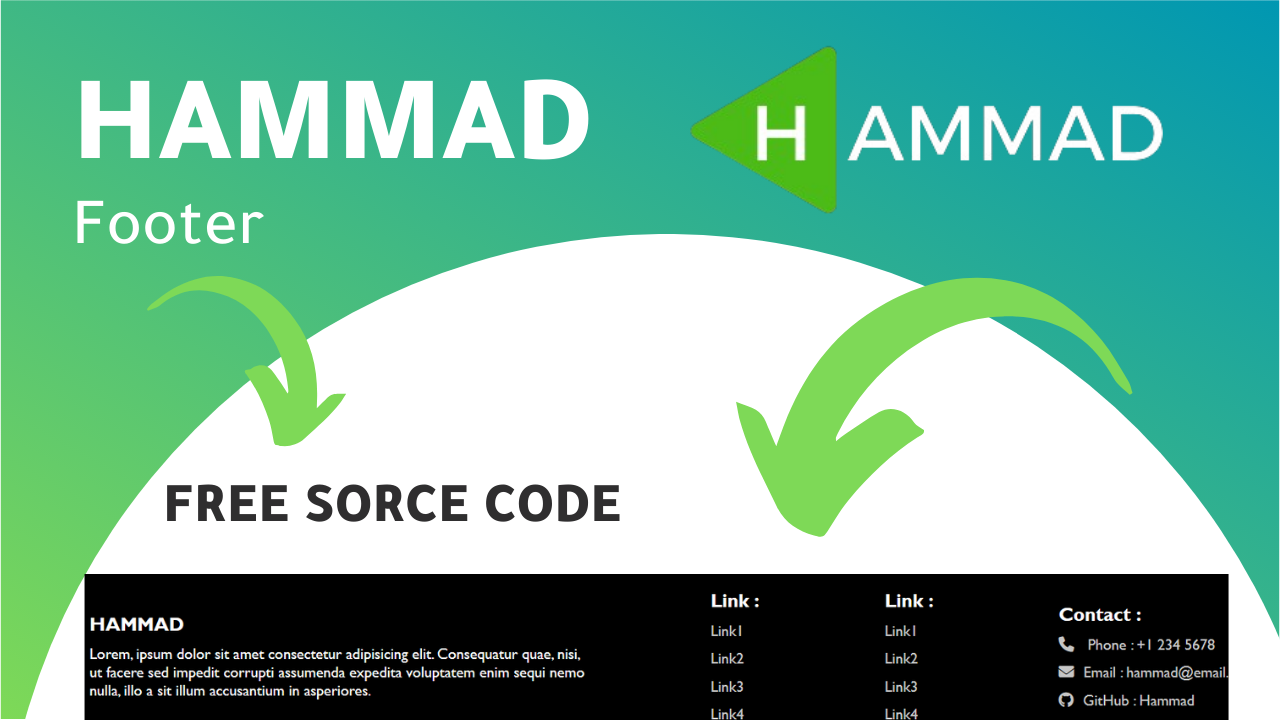 HAMMAD
Footer
HAMMAD
FREE SORCE CODE
HAMMAD
Lorem, ipsum dolor sit amet consectetur adipisicing elit. Consequatur quae, nisi,
ut facere sed impedit corrupti assumenda expedita voluptatem enim sequi nemo
nulla, illo a sit illum accusantium in asperiores.
Link :
Link1
Link2
Link3
Link4
Link :
Link1
Link2
Link3
Link4
Contact :
Phone : +1 234 5678
Email : hammad@email.
GitHub : Hammad